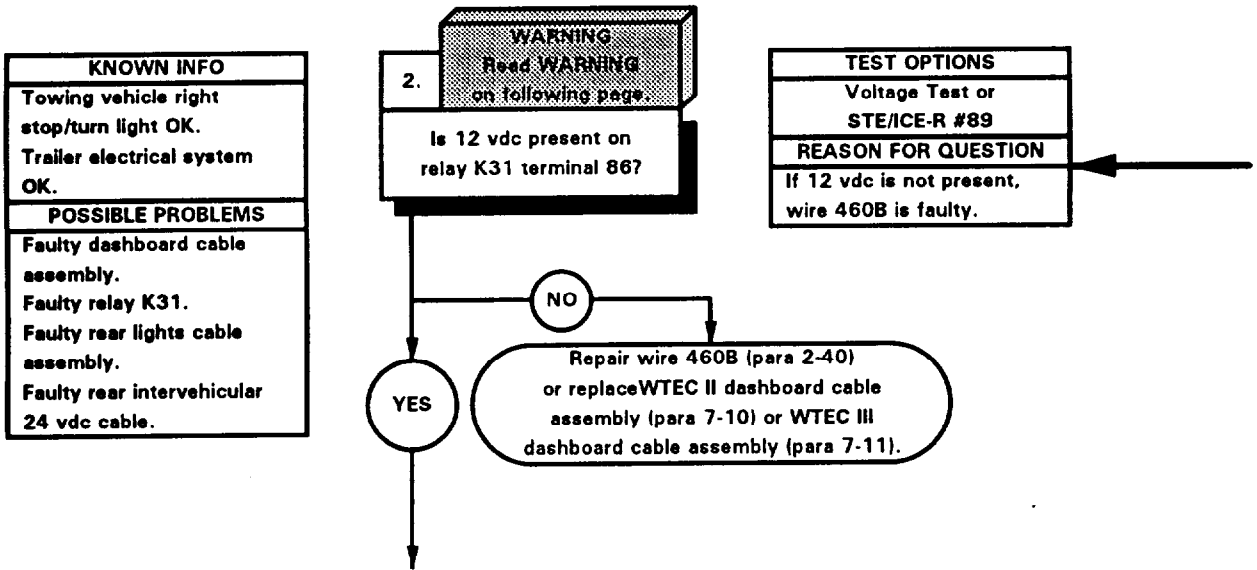 KNOWN INFO
Towing vehicle right
stop/turn light OK.
Trailer electrical system
OK.
POSSIBLE PROBLEMS
Faulty dashboard cable
assembly.
Faulty relay K31.
Faulty rear lights cable
assembly.
Faulty rear intervehicular
24 vdc cable.
2.
WARNING
Read WARNING
on following page.
Is 12 vdc present on
relay K31 terminal 86?
TEST OPTIONS
Voltage Test or
STE/ICE-R #89
REASON FOR QUESTION
If 12 vdc is not present,
wire 460B is faulty.
NO
YES
Repair wire 460B (para 2-40)
or replaceWTEC II dashboard cable
assembly (para 7-10) or WTEC III
dashboard cable assembly (para 7-11).